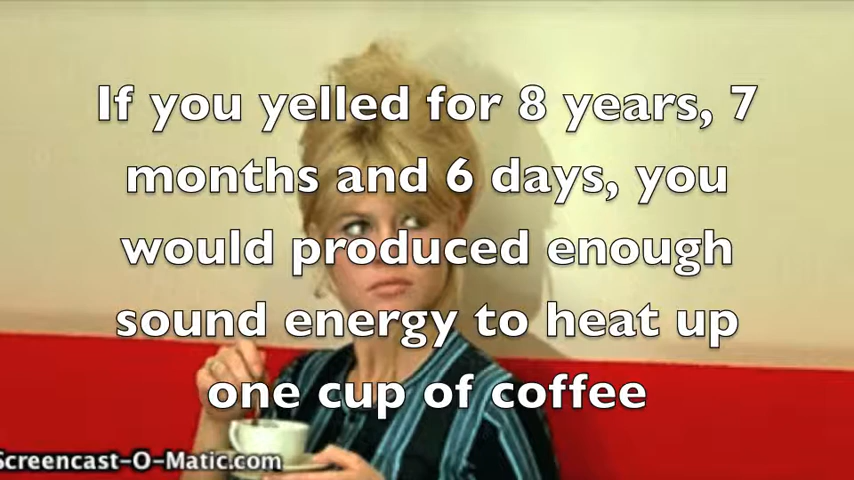 If you yelled for 8 years, 7
months and 6 days, you
would produced enough
sound energy to heat up
one cup of coffee
Screencast-O-Matic.com